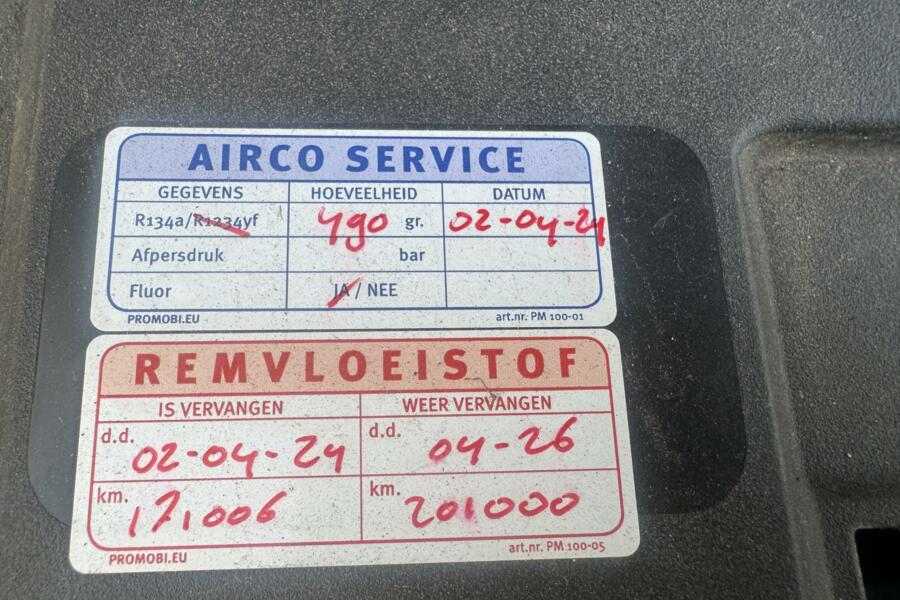 AIRCO SERVICE
GEGEVENS HOEVEELHEID DATUM
R134a/R1234yf 490 gr. 02-04-24
Afpersdruk bar
Fluor JA / NEE
PROMOBI.EU art.nr. PM 100-01
REMVLOEISTOF
IS VERVANGEN WEER VERVANGEN
d.d. 02-04-24 d.d. 04-26
km. 171006 km. 201000
PROMOBI.EU art.nr. PM 100-05